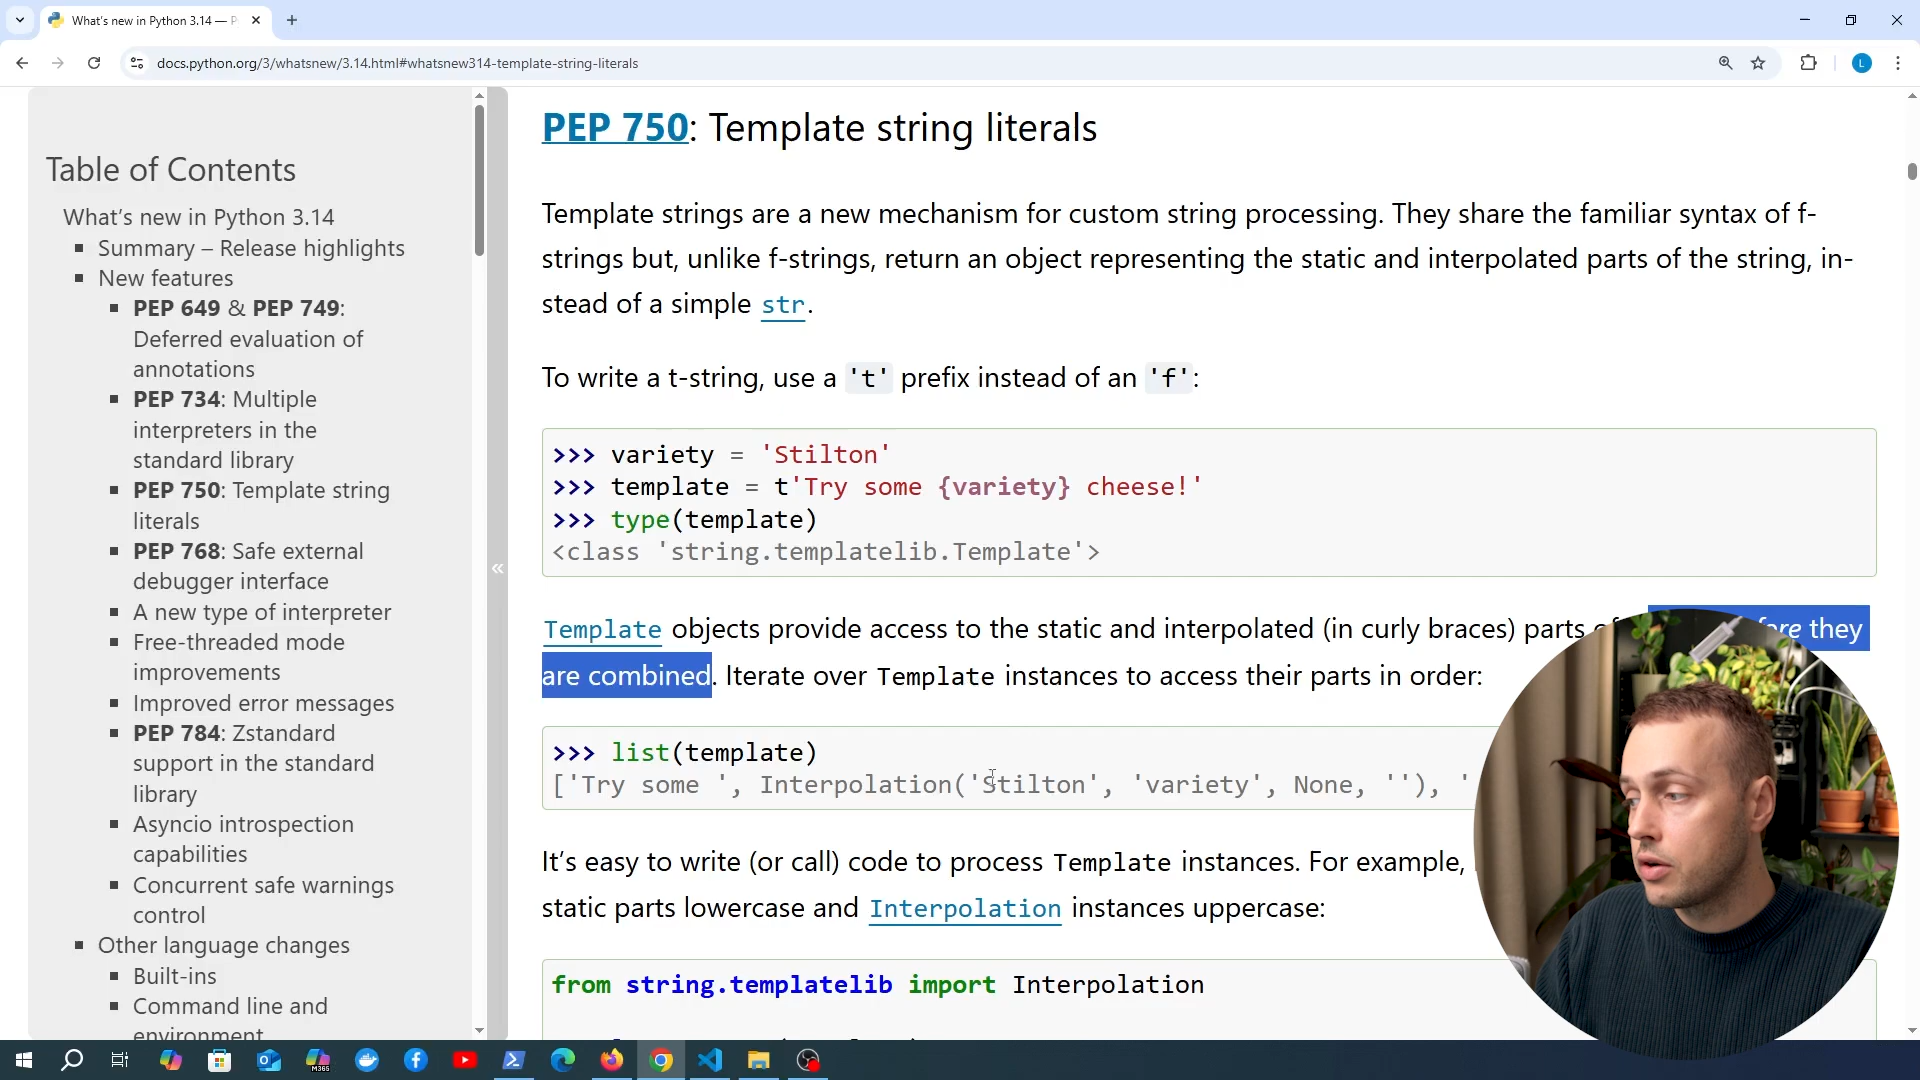 What's new in Python 3.14 — P
docs.python.org/3/whatsnew/3.14.html#whatsnew314-template-string-literals
L
Table of Contents
What's new in Python 3.14
Summary – Release highlights
New features
PEP 649 & PEP 749:
Deferred evaluation of
annotations
PEP 734: Multiple
interpreters in the
standard library
PEP 750: Template string
literals
PEP 768: Safe external
debugger interface
A new type of interpreter
Free-threaded mode
improvements
Improved error messages
PEP 784: Zstandard
support in the standard
library
Asyncio introspection
capabilities
Concurrent safe warnings
control
Other language changes
Built-ins
Command line and
environment
«
PEP 750: Template string literals
Template strings are a new mechanism for custom string processing. They share the familiar syntax of f-
strings but, unlike f-strings, return an object representing the static and interpolated parts of the string, in-
stead of a simple str.
To write a t-string, use a 't' prefix instead of an 'f':
>>> variety = 'Stilton'
>>> template = t'Try some {variety} cheese!'
>>> type(template)
<class 'string.templatelib.Template'>
Template objects provide access to the static and interpolated (in curly braces) parts they
are combined. Iterate over Template instances to access their parts in order:
>>> list(template)
['Try some ', Interpolation('Stilton', 'variety', None, ''), '
It's easy to write (or call) code to process Template instances. For example,
static parts lowercase and Interpolation instances uppercase:
from string.templatelib import Interpolation
M365